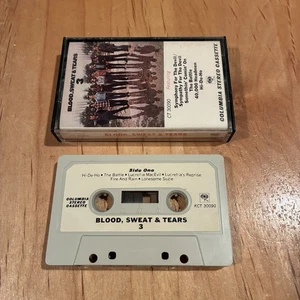 BLOOD, SWEAT & TEARS
3
CT 30090
Symphony For The Devil/
Sympathy For The Devil
Somethin' Comin' On
The Battle
40,000 Headmen
Hi-De-Ho
COLUMBIA STEREO CASSETTE
Side One
Hi-De-Ho • The Battle • Lucretia Mac Evil • Lucretia's Reprise
Fire And Rain • Lonesome Suzie
COLUMBIA
STEREO
CASSETTE
KCT 30090
BLOOD, SWEAT & TEARS
3